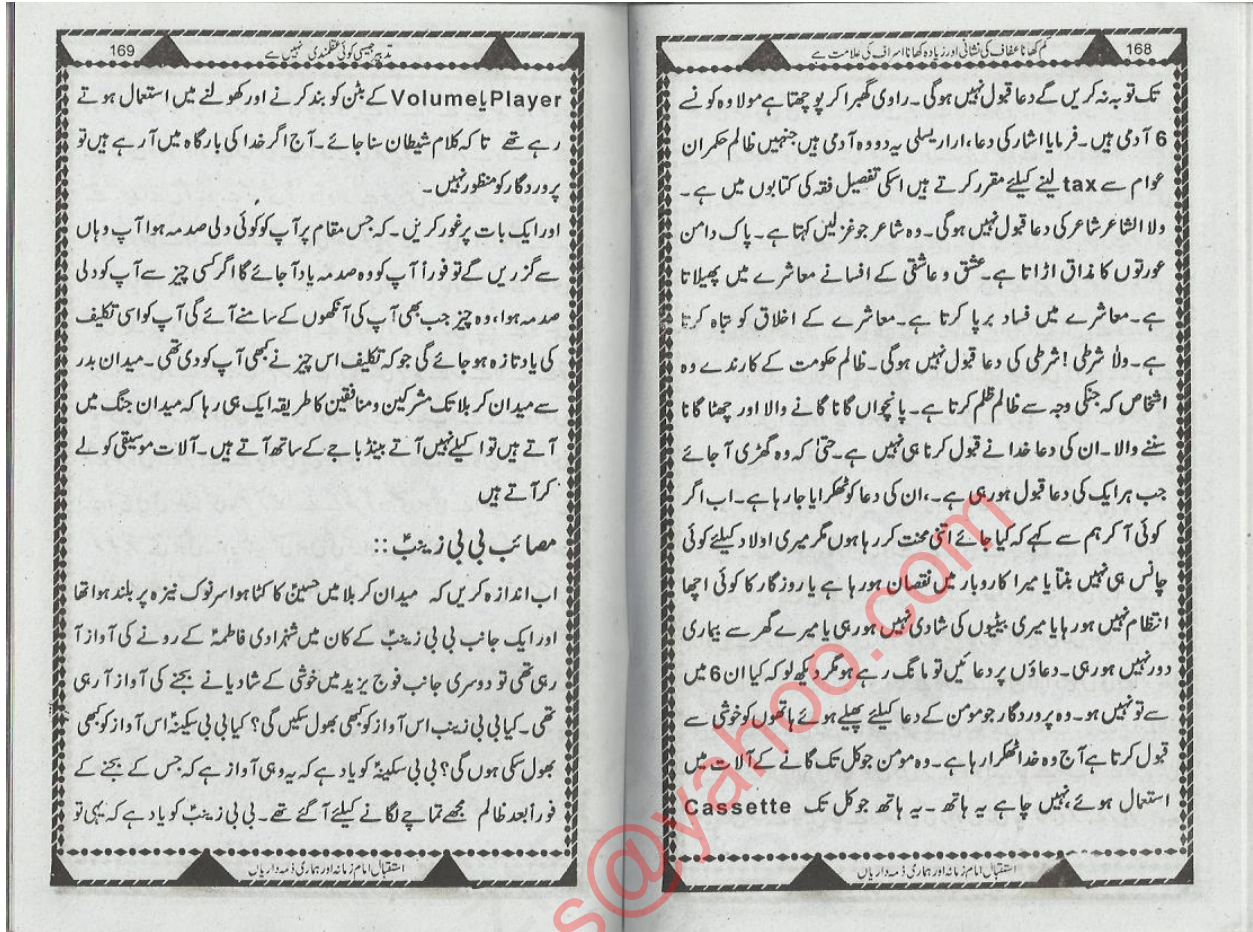 168
کم کھانا عفاف کی نشانی اور زیادہ کھانا اسراف کی علامت ہے
تک توبہ نہ کریں گے دعا قبول نہیں ہوگی۔ راوی گھبرا کر پوچھتا ہے مولا وہ کونسے
6 آدمی ہیں۔ فرمایا اشار کی دعا، ارار یسلی یہ دو وہ آدمی ہیں جنہیں ظالم حکمران
عوام سے tax لینے کیلئے مقرر کرتے ہیں اسکی تفصیل فقہ کی کتابوں میں ہے۔
ولا الشاعر شاعر کی دعا قبول نہیں ہوگی۔ وہ شاعر جو غزلیں کہتا ہے۔ پاک دامن
عورتوں کا مذاق اڑاتا ہے۔ عشق و عاشقی کے افسانے معاشرے میں پھیلاتا
ہے۔ معاشرے میں فساد برپا کرتا ہے۔ معاشرے کے اخلاق کو تباہ کرتا
ہے۔ ولا شرطی! شرطی کی دعا قبول نہیں ہوگی۔ ظالم حکومت کے کارندے وہ
اشخاص کہ جنکی وجہ سے ظالم ظلم کرتا ہے۔ پانچواں گانا گانے والا اور چھٹا گانا
سننے والا۔ ان کی دعا خدا نے قبول کرنا ہی نہیں ہے۔ حتیٰ کہ وہ گھڑی آ جائے
جب ہر ایک کی دعا قبول ہو رہی ہے۔، ان کی دعا کو ٹھکرایا جا رہا ہے۔ اب اگر
کوئی آ کر ہم سے کہے کہ کیا جائے اتنی محنت کر رہا ہوں مگر میری اولاد کیلئے کوئی
چانس ہی نہیں بنتا یا میرا کاروبار میں نقصان ہو رہا ہے یا روزگار کا کوئی اچھا
انتظام نہیں ہو رہا یا میری بیٹیوں کی شادی نہیں ہو رہی یا میرے گھر سے بیماری
دور نہیں ہو رہی۔ دعاؤں پر دعائیں تو مانگ رہے ہو مگر دیکھ لو کہ کیا ان 6 میں
سے تو نہیں ہو۔ وہ پروردگار جو مومن کے دعا کیلئے پھیلے ہوئے ہاتھوں کو خوشی سے
قبول کرتا ہے آج وہ خدا ٹھکرا رہا ہے۔ وہ مومن جو کل تک گانے کے آلات میں
استعمال ہوئے، نہیں چاہے یہ ہاتھ۔ یہ ہاتھ جو کل تک Cassette
استقبال امام زمانہ اور ہماری ذمہ داریاں
169
تدبیر جیسی کوئی عقلمندی نہیں ہے
Player یا Volume کے بٹن کو بند کرنے اور کھولنے میں استعمال ہوتے
رہے تھے تا کہ کلام شیطان سنا جائے۔ آج اگر خدا کی بارگاہ میں آ رہے ہیں تو
پروردگار کو منظور نہیں۔
اور ایک بات پر غور کریں۔ کہ جس مقام پر آپ کو کوئی دلی صدمہ ہوا آپ وہاں
سے گزریں گے تو فوراً آپ کو وہ صدمہ یاد آ جائے گا اگر کسی چیز سے آپ کو دلی
صدمہ ہوا، وہ چیز جب بھی آپ کی آنکھوں کے سامنے آئے گی آپ کو اسی تکلیف
کی یاد تازہ ہو جائے گی جو کہ تکلیف اس چیز نے کبھی آپ کو دی تھی۔ میدان بدر
سے میدان کربلا تک مشرکین و منافقین کا طریقہ ایک ہی رہا کہ میدان جنگ میں
آتے ہیں تو اکیلے نہیں آتے بینڈ باجے کے ساتھ آتے ہیں۔ آلات موسیقی کو لے
کر آتے ہیں
مصائب بی بی زینبؑ ::
اب اندازہ کریں کہ میدان کربلا میں حسینؑ کا کٹا ہوا سر نوک نیزہ پر بلند ہوا تھا
اور ایک جانب بی بی زینبؑ کے کان میں شہزادی فاطمہؑ کے رونے کی آواز آ
رہی تھی تو دوسری جانب فوج یزید میں خوشی کے شادیانے بجنے کی آواز آ رہی
تھی۔ کیا بی بی زینب اس آواز کو کبھی بھول سکیں گی؟ کیا بی بی سکینہؑ اس آواز کو کبھی
بھول سکی ہوں گی؟ بی بی سکینہؑ کو یاد ہے کہ یہ وہی آواز ہے کہ جس کے بجنے کے
فوراً بعد ظالم مجھے تماچے لگانے کیلئے آ گئے تھے۔ بی بی زینبؑ کو یاد ہے کہ یہی تو
استقبال امام زمانہ اور ہماری ذمہ داریاں
s@yahoo.com